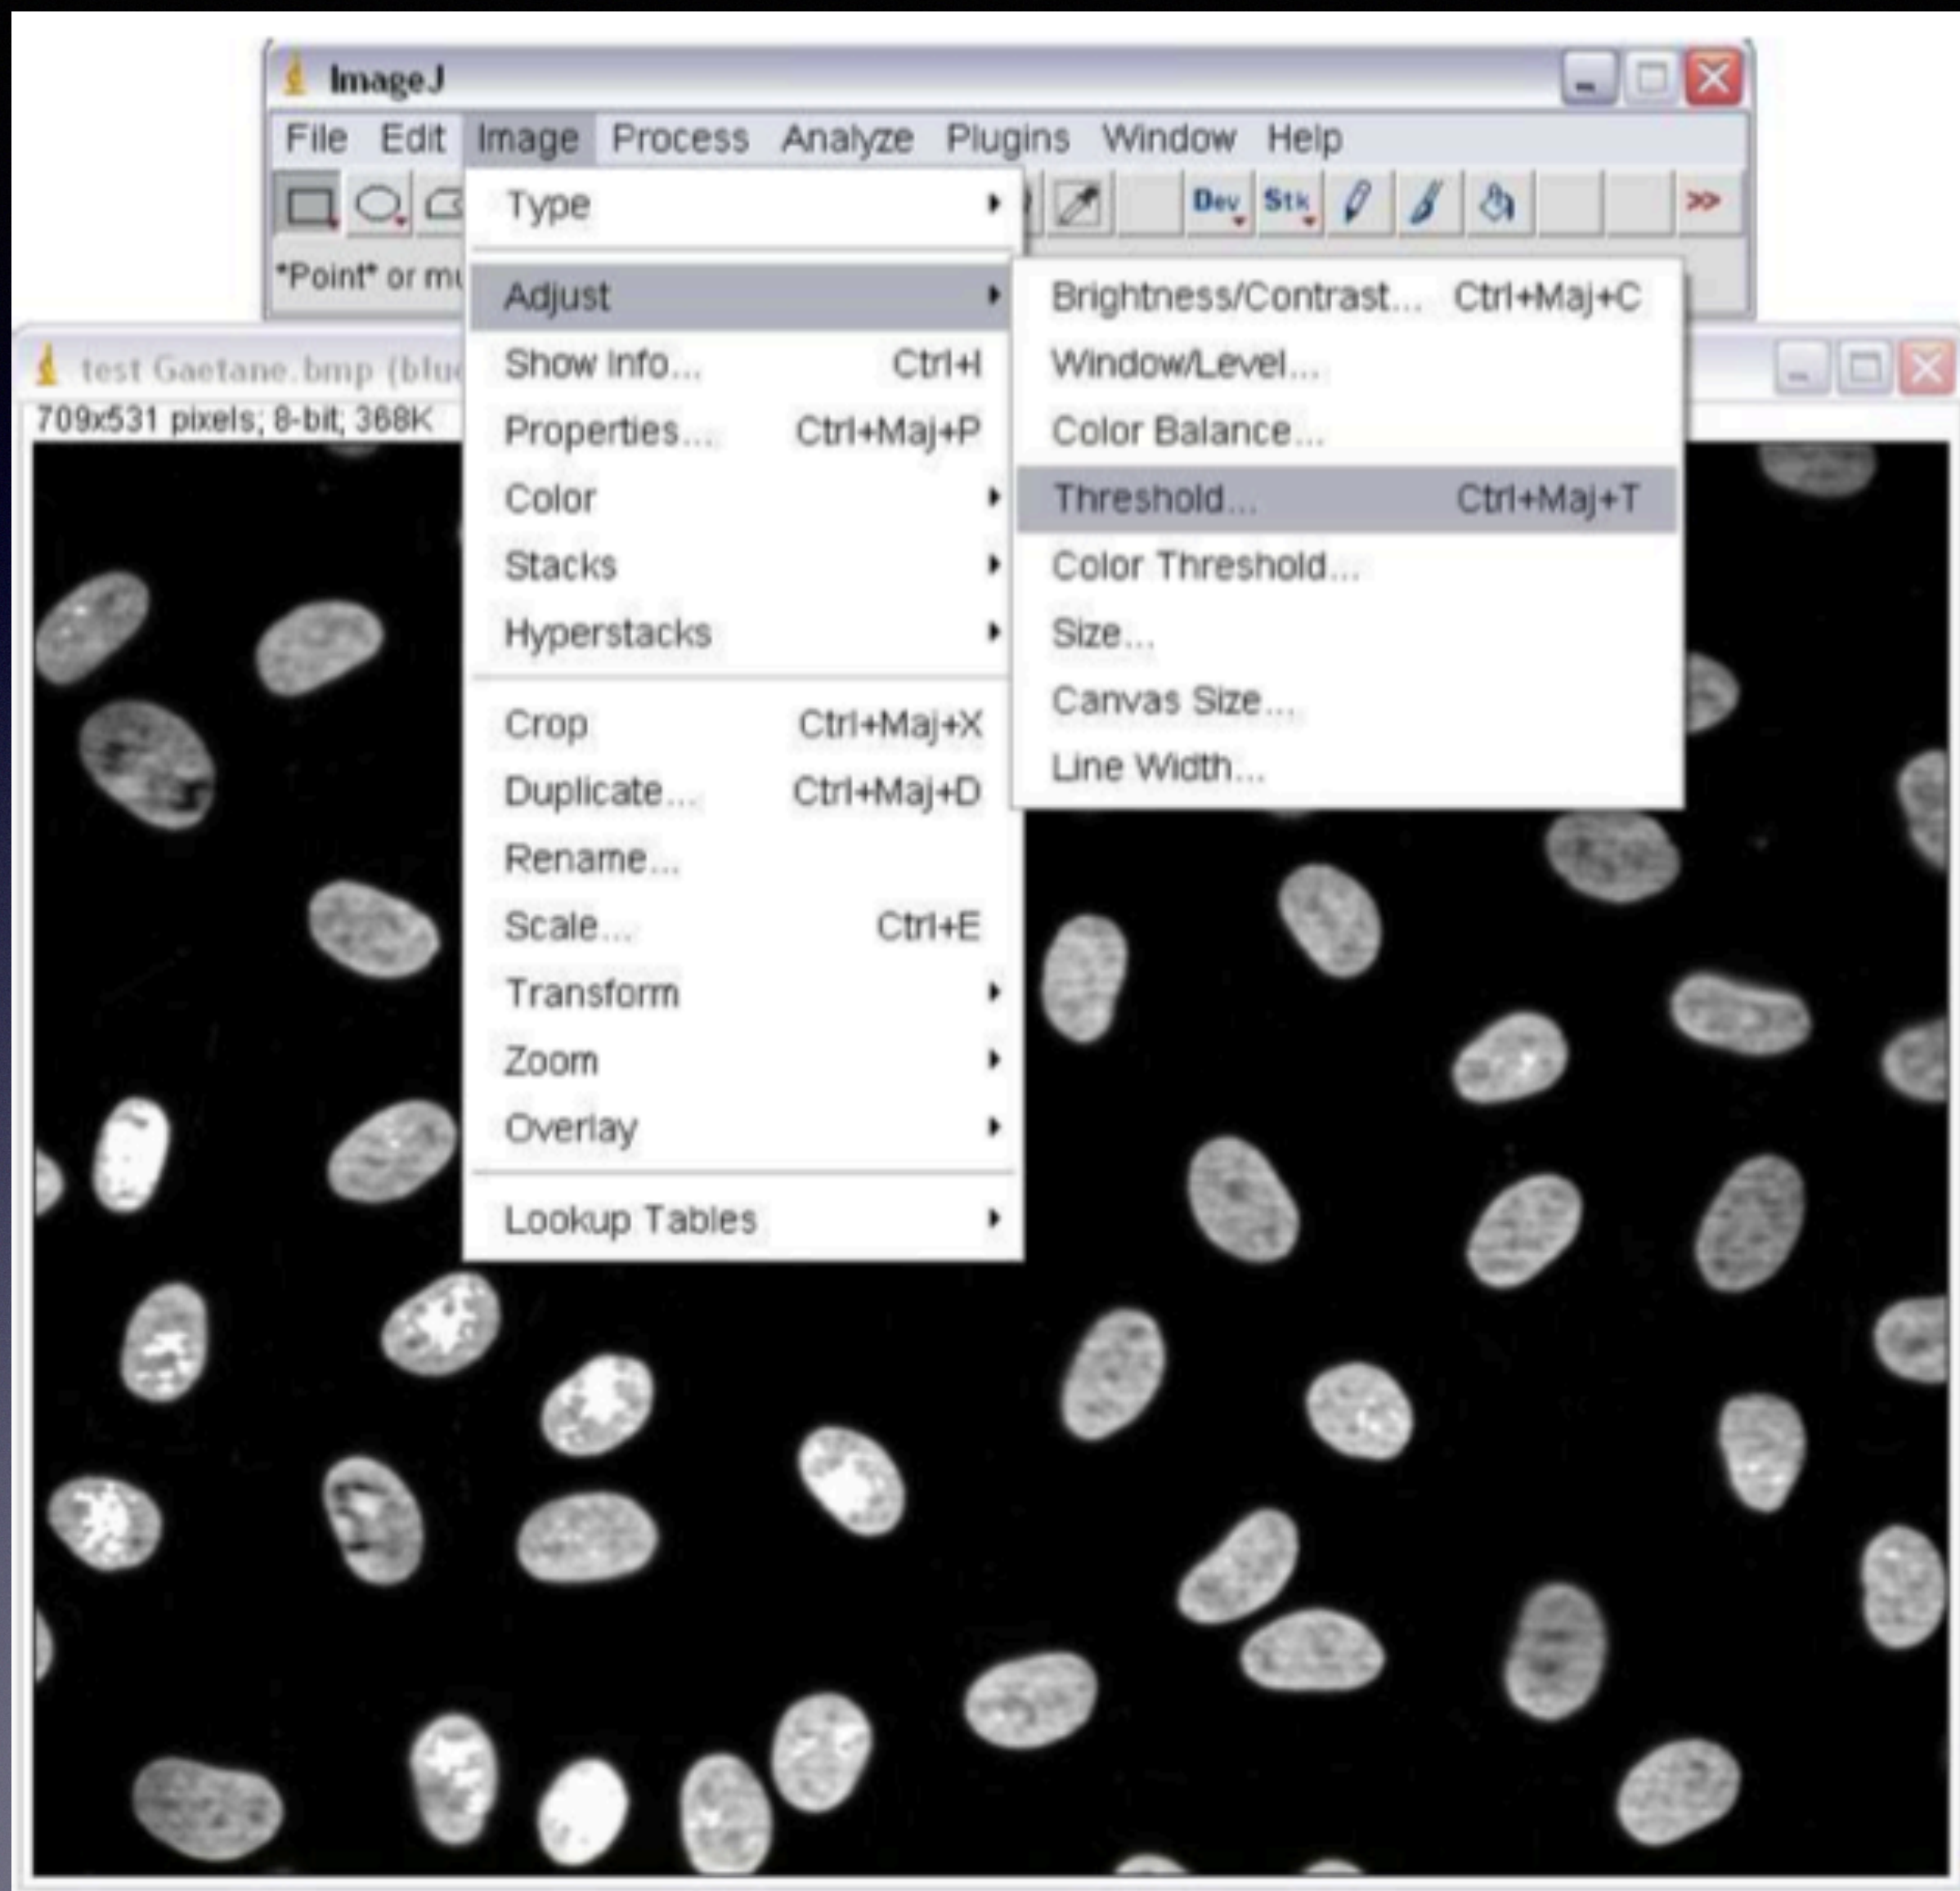 ImageJ
File Edit Image Process Analyze Plugins Window Help
Dev Stk >>
*Point* or
Type
Adjust
Show Info... Ctrl+I
Properties... Ctrl+Maj+P
Color
Stacks
Hyperstacks
Crop Ctrl+Maj+X
Duplicate... Ctrl+Maj+D
Rename...
Scale... Ctrl+E
Transform
Zoom
Overlay
Lookup Tables
Brightness/Contrast... Ctrl+Maj+C
Window/Level...
Color Balance...
Threshold... Ctrl+Maj+T
Color Threshold...
Size...
Canvas Size...
Line Width...
test Gaetane.bmp (blue
709x531 pixels; 8-bit; 368K